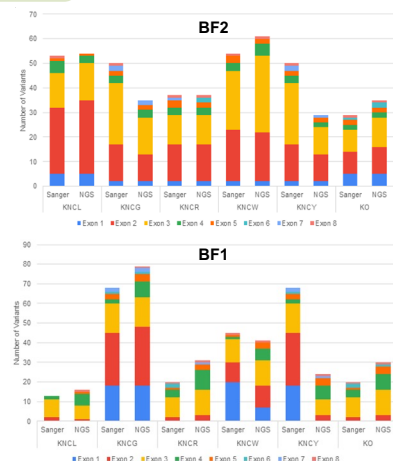 BF2
Number of Variants
70
60
50
40
30
20
10
0
Sanger NGS Sanger NGS Sanger NGS Sanger NGS Sanger NGS Sanger NGS
KNCL KNCG KNCR KNCW KNCY KO
Exon 1 Exon 2 Exon 3 Exon 4 Exon 5 Exon 6 Exon 7 Exon 8
BF1
Number of Variants
90
80
70
60
50
40
30
20
10
0
Sanger NGS Sanger NGS Sanger NGS Sanger NGS Sanger NGS Sanger NGS
KNCL KNCG KNCR KNCW KNCY KO
Exon 1 Exon 2 Exon 3 Exon 4 Exon 5 Exon 6 Exon 7 Exon 8